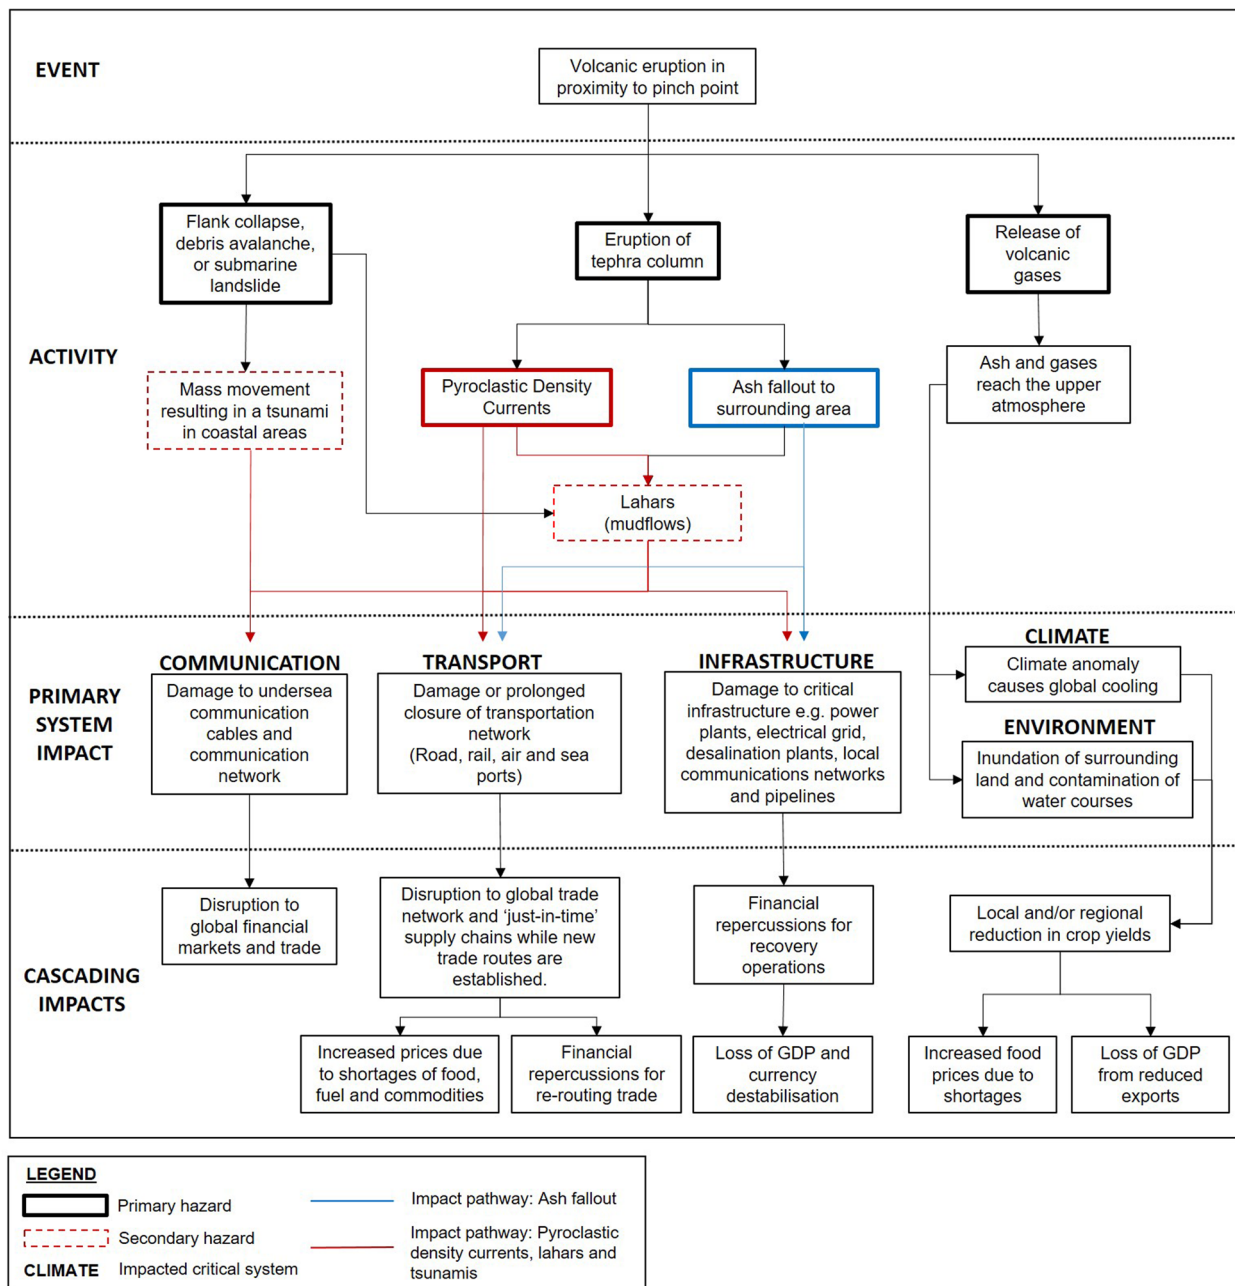 EVENT
Volcanic eruption in
proximity to pinch point
ACTIVITY
Flank collapse,
debris avalanche,
or submarine
landslide
Eruption of
tephra column
Release of
volcanic
gases
Mass movement
resulting in a tsunami
in coastal areas
Pyroclastic Density
Currents
Ash fallout to
surrounding area
Ash and gases
reach the upper
atmosphere
Lahars
(mudflows)
PRIMARY
SYSTEM
IMPACT
COMMUNICATION
Damage to undersea
communication
cables and
communication
network
TRANSPORT
Damage or prolonged
closure of transportation
network
(Road, rail, air and sea
ports)
INFRASTRUCTURE
Damage to critical
infrastructure e.g. power
plants, electrical grid,
desalination plants, local
communications networks
and pipelines
CLIMATE
Climate anomaly
causes global cooling
ENVIRONMENT
Inundation of surrounding
land and contamination of
water courses
CASCADING
IMPACTS
Disruption to
global financial
markets and trade
Disruption to global trade
network and ‘just-in-time’
supply chains while new
trade routes are
established.
Financial
repercussions for
recovery
operations
Local and/or regional
reduction in crop yields
Increased prices due
to shortages of food,
fuel and commodities
Financial
repercussions for
re-routing trade
Loss of GDP and
currency
destabilisation
Increased food
prices due to
shortages
Loss of GDP
from reduced
exports
LEGEND
Primary hazard
Secondary hazard
CLIMATE Impacted critical system
Impact pathway: Ash fallout
Impact pathway: Pyroclastic
density currents, lahars and
tsunamis